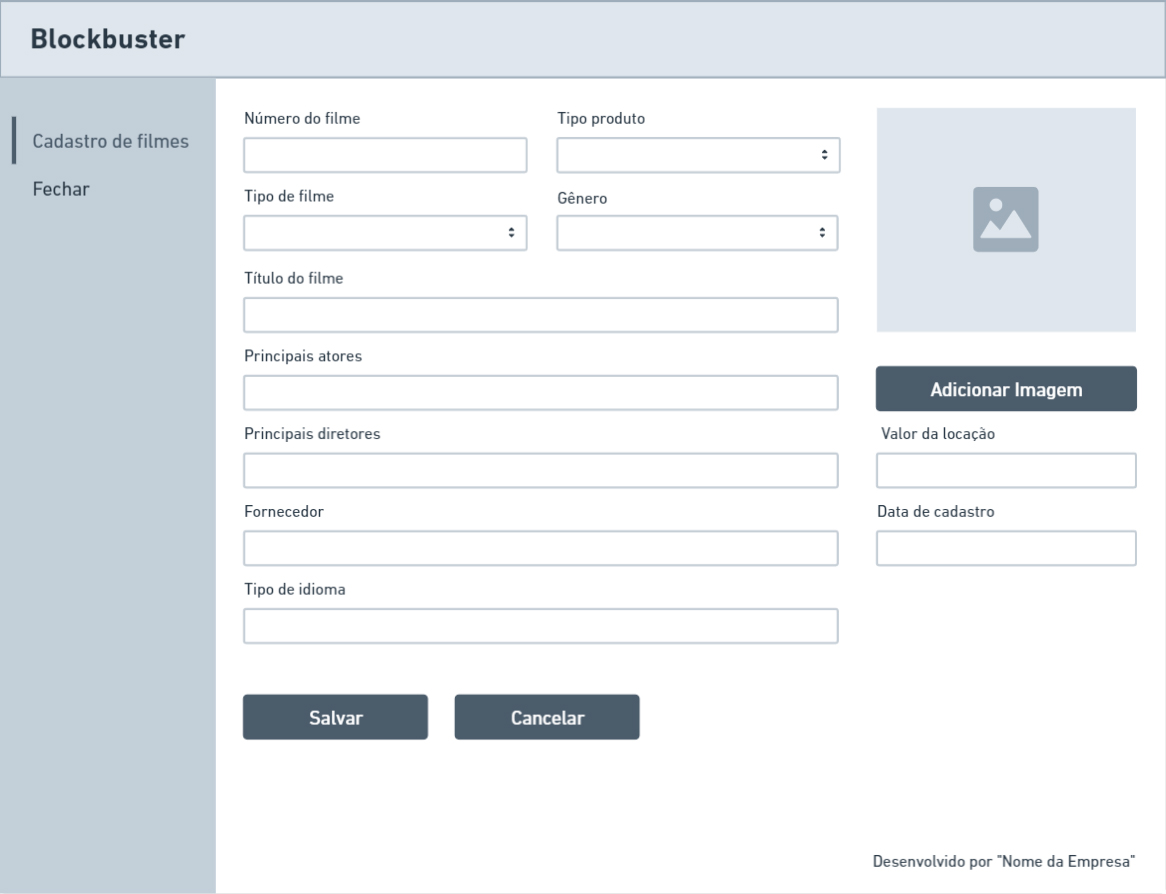 Blockbuster
Cadastro de filmes
Fechar
Número do filme
Tipo produto
Tipo de filme
Gênero
Título do filme
Principais atores
Principais diretores
Fornecedor
Tipo de idioma
Adicionar Imagem
Valor da locação
Data de cadastro
Salvar
Cancelar
Desenvolvido por "Nome da Empresa"